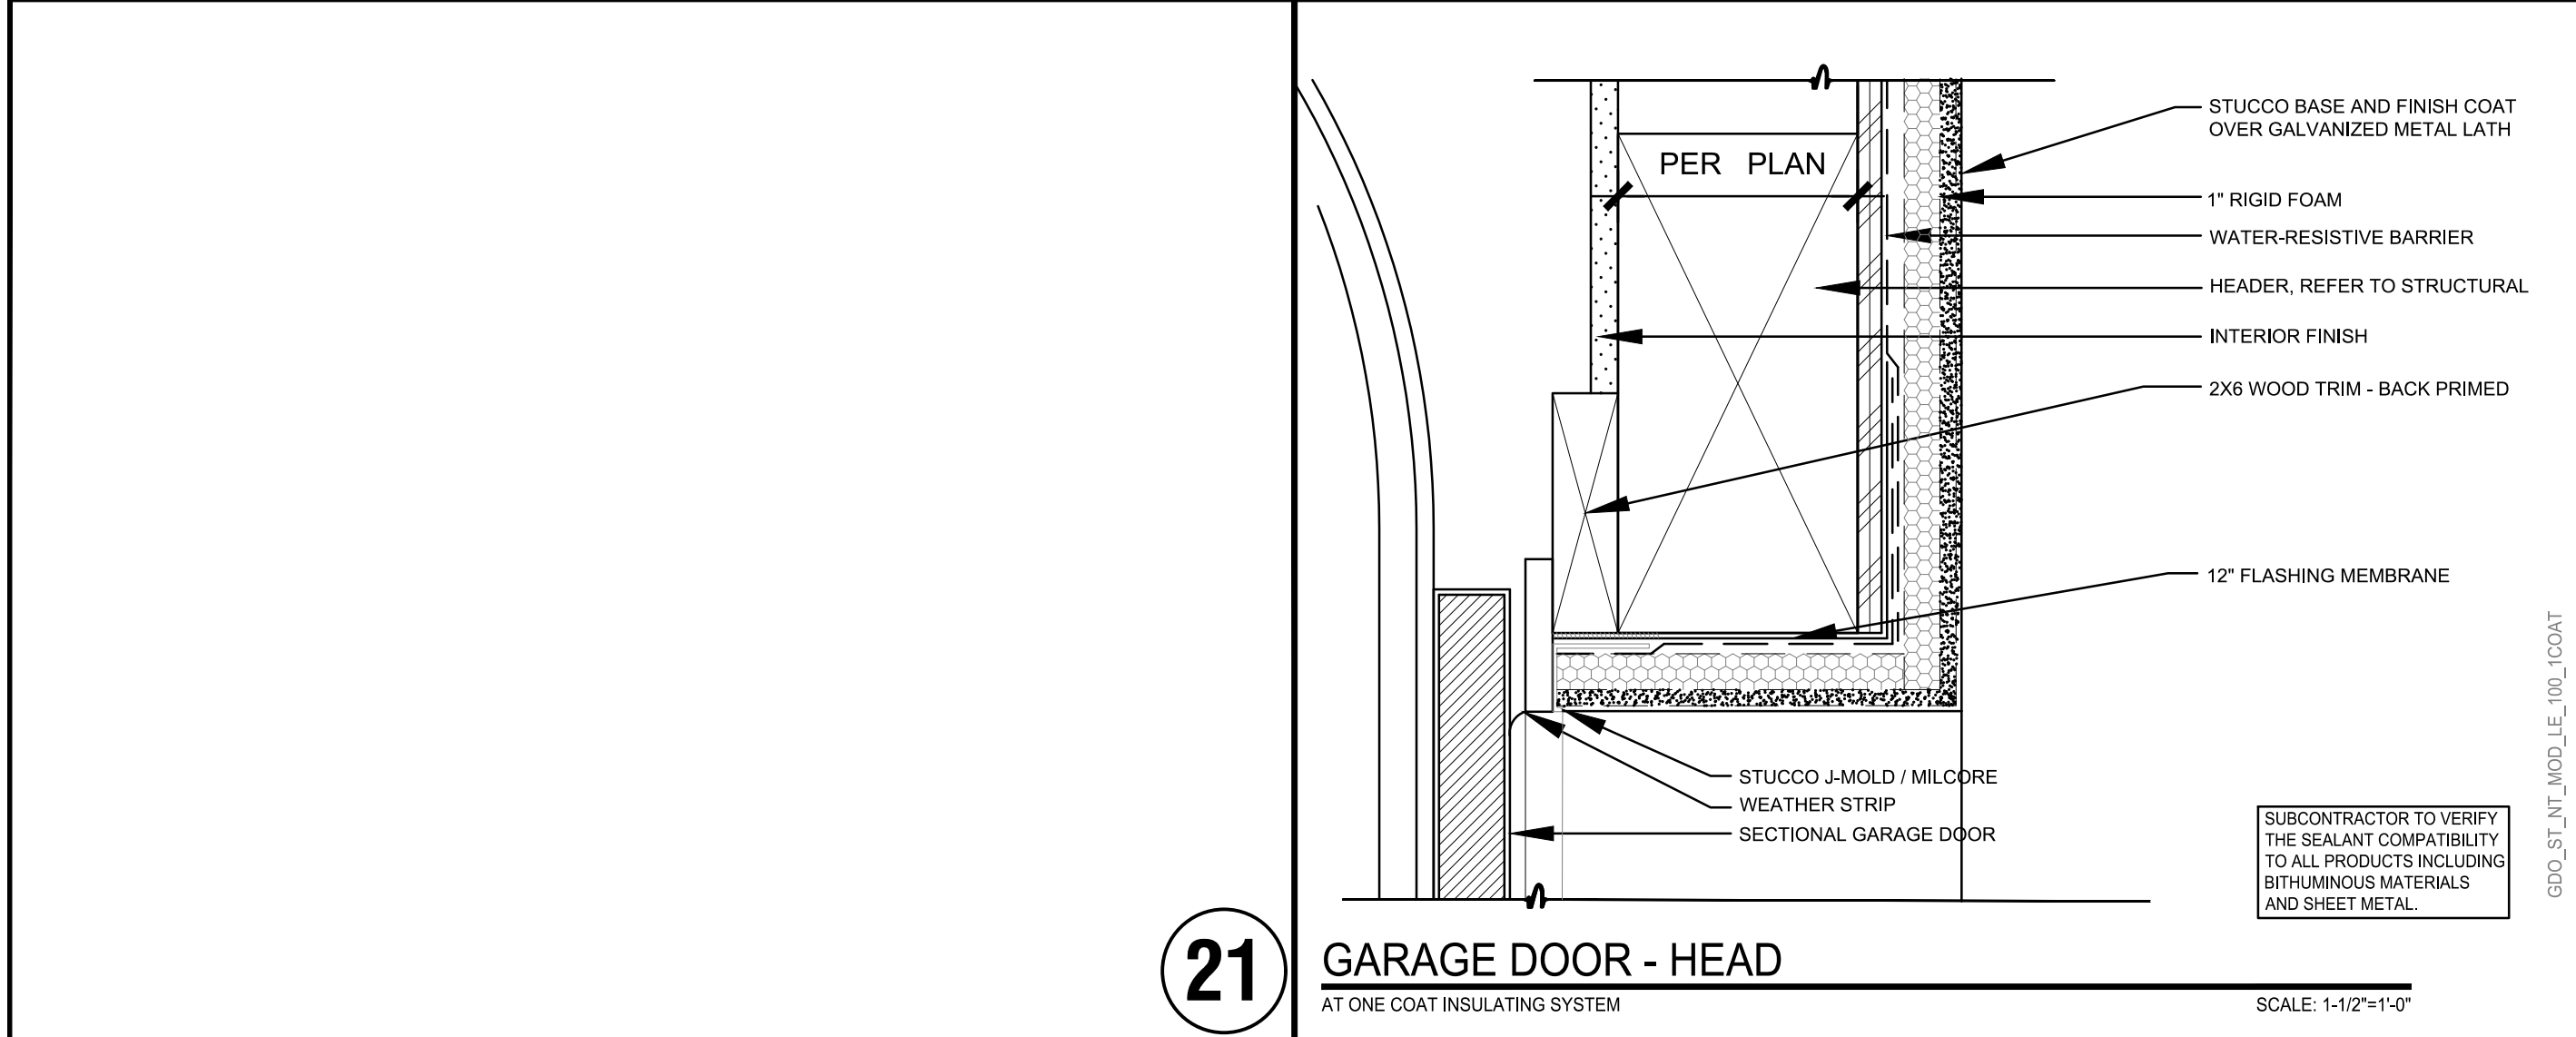 PER PLAN
STUCCO BASE AND FINISH COAT
OVER GALVANIZED METAL LATH
1" RIGID FOAM
WATER-RESISTIVE BARRIER
HEADER, REFER TO STRUCTURAL
INTERIOR FINISH
2X6 WOOD TRIM - BACK PRIMED
12" FLASHING MEMBRANE
STUCCO J-MOLD / MILCORE
WEATHER STRIP
SECTIONAL GARAGE DOOR
SUBCONTRACTOR TO VERIFY
THE SEALANT COMPATIBILITY
TO ALL PRODUCTS INCLUDING
BITHUMINOUS MATERIALS
AND SHEET METAL.
GDO_ST_NT_MOD_LE_100_1COAT
21
GARAGE DOOR - HEAD
AT ONE COAT INSULATING SYSTEM
SCALE: 1-1/2"=1'-0"